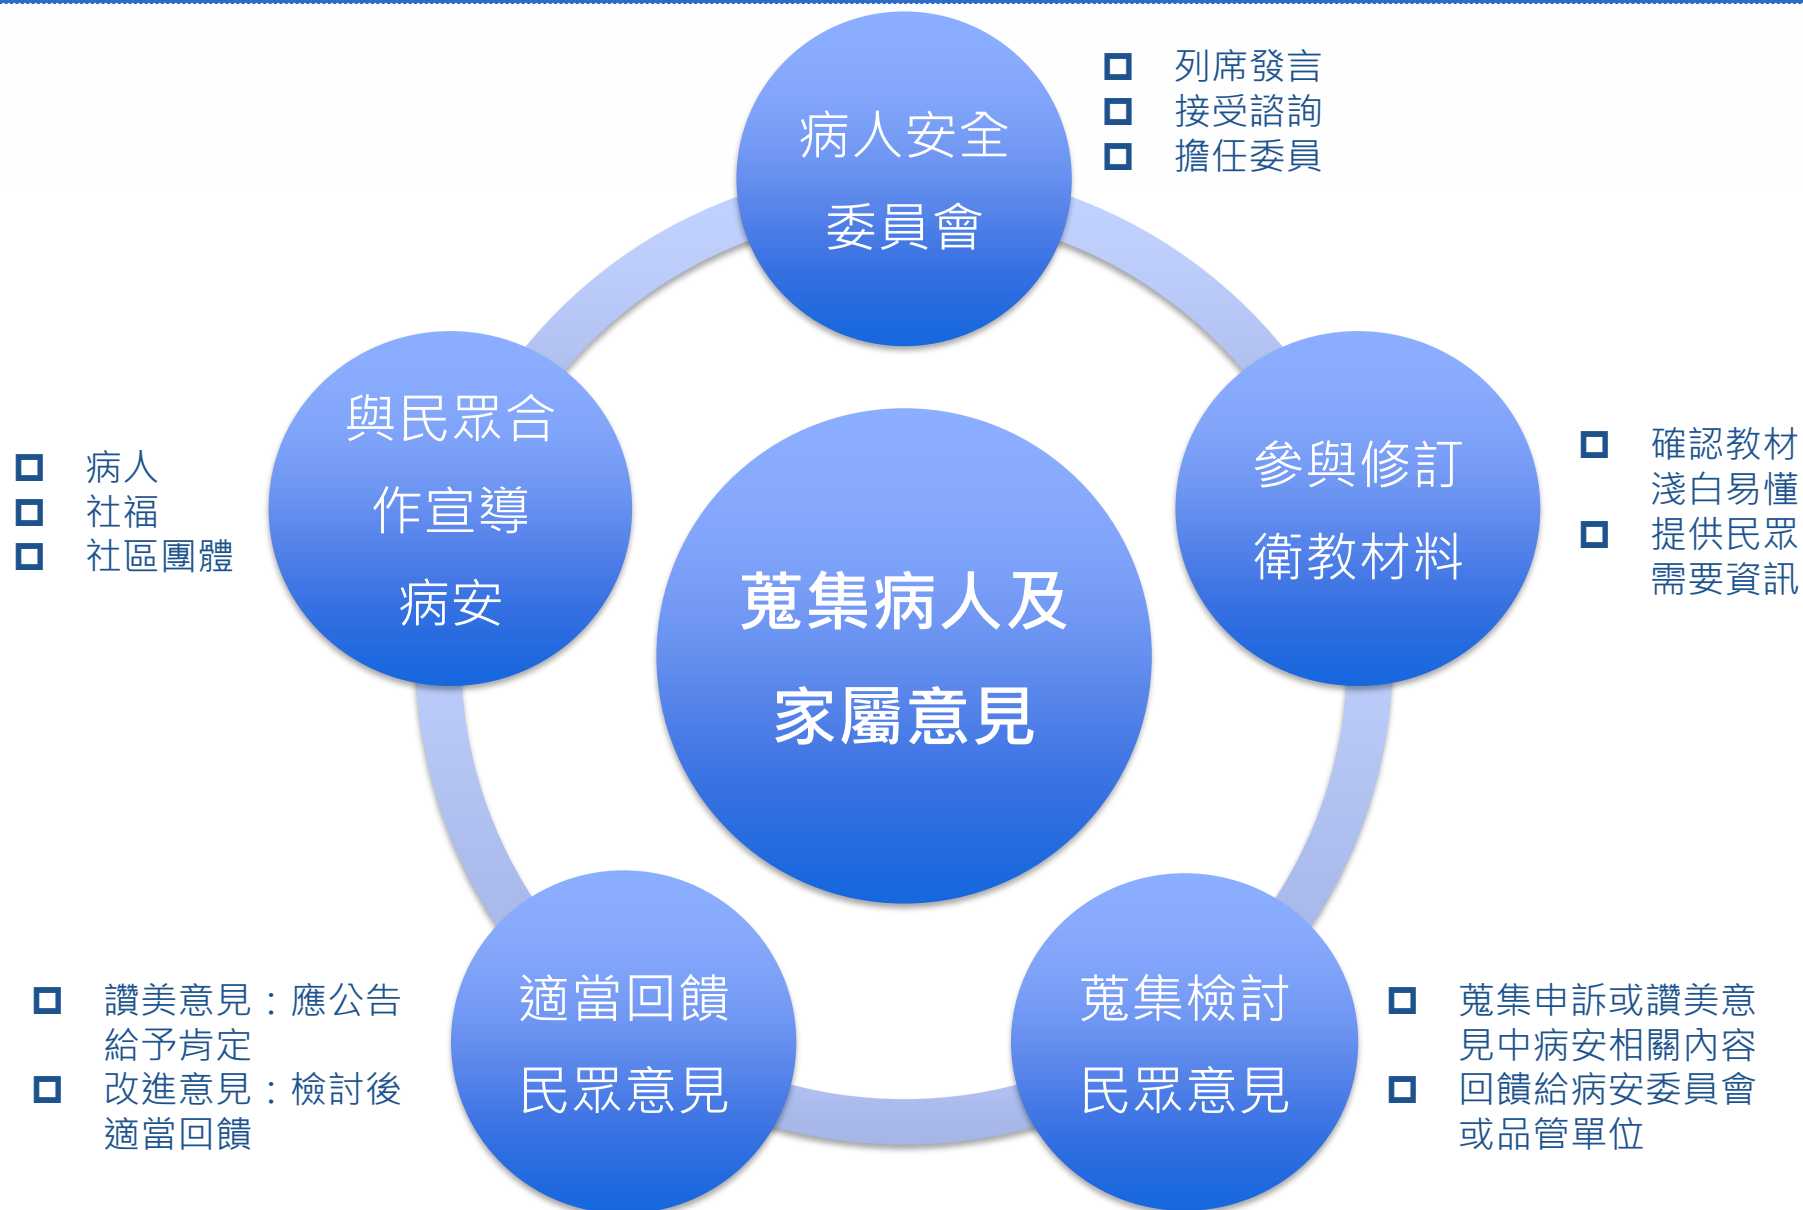 病人安全
委員會
列席發言
接受諮詢
擔任委員
參與修訂
衛教材料
確認教材
淺白易懂
提供民眾
需要資訊
蒐集檢討
民眾意見
蒐集申訴或讚美意
見中病安相關內容
回饋給病安委員會
或品管單位
適當回饋
民眾意見
讚美意見：應公告
給予肯定
改進意見：檢討後
適當回饋
與民眾合
作宣導
病安
病人
社福
社區團體
蒐集病人及
家屬意見